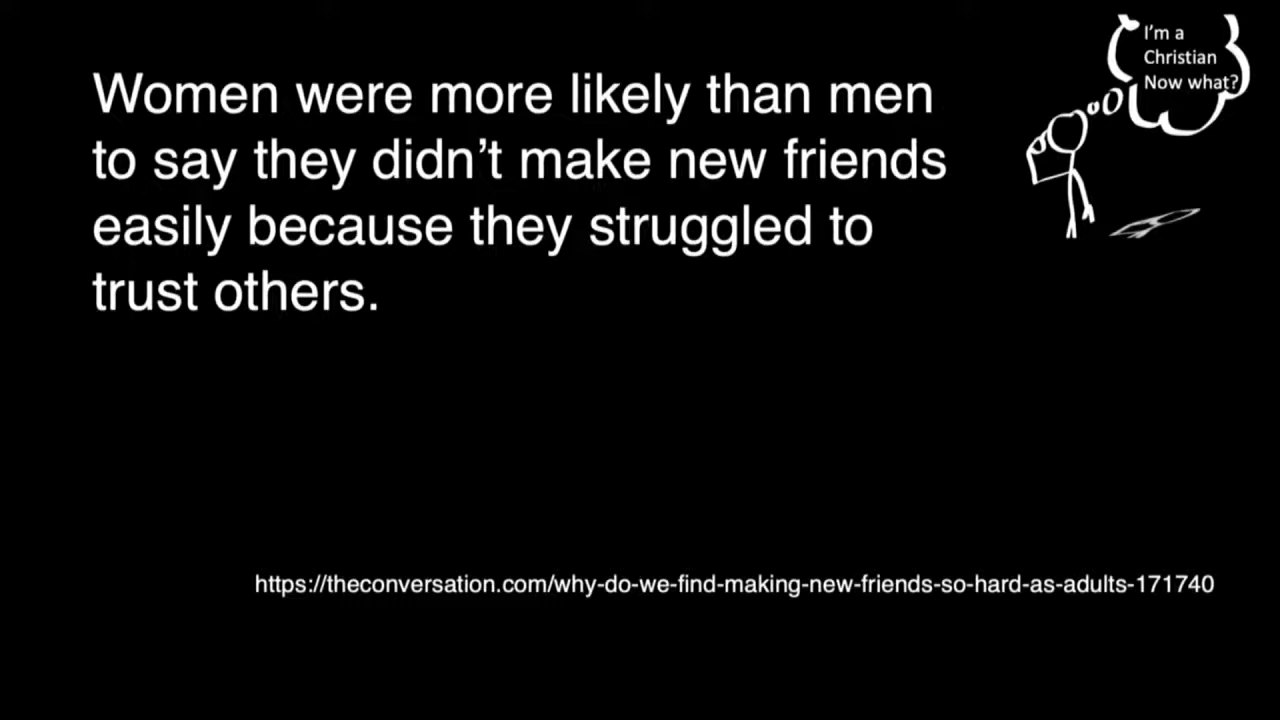 Women were more likely than men
to say they didn’t make new friends
easily because they struggled to
trust others.
I’m a
Christian
Now what?
https://theconversation.com/why-do-we-find-making-new-friends-so-hard-as-adults-171740